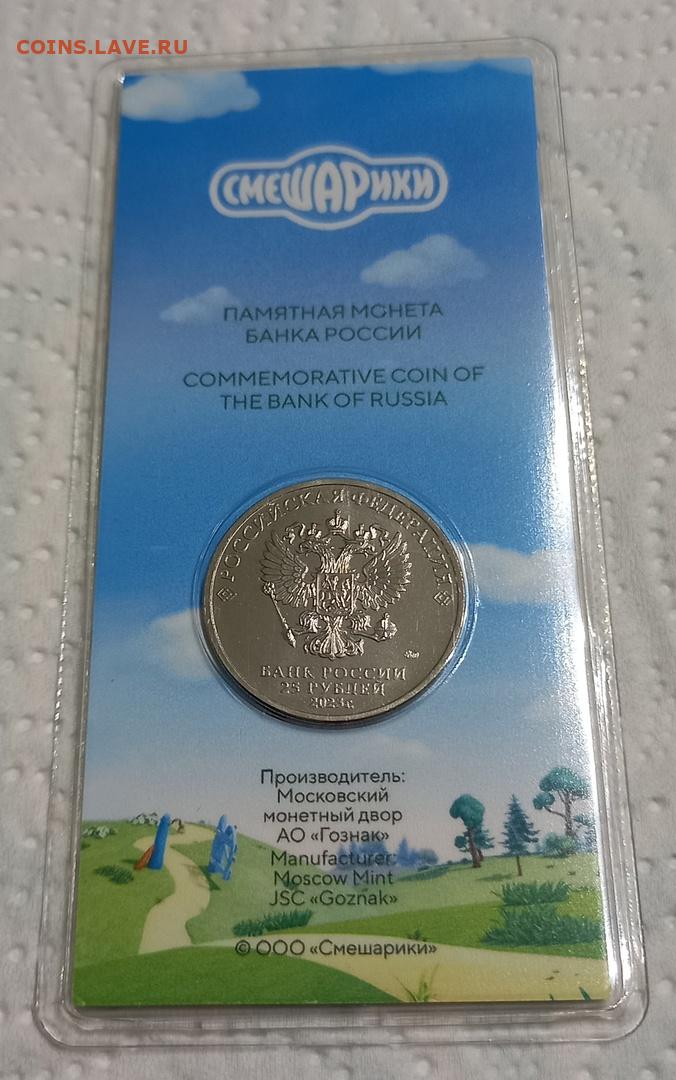 COINS.LAVE.RU
СМЕШАРИКИ
ПАМЯТНАЯ МОНЕТА
БАНКА РОССИИ
COMMEMORATIVE COIN OF
THE BANK OF RUSSIA
РОССИЙСКАЯ ФЕДЕРАЦИЯ
БАНК РОССИИ
25 РУБЛЕЙ
2023 г.
Производитель:
Московский
монетный двор
АО «Гознак»
Manufacturer:
Moscow Mint
JSC «Goznak»
© ООО «Смешарики»